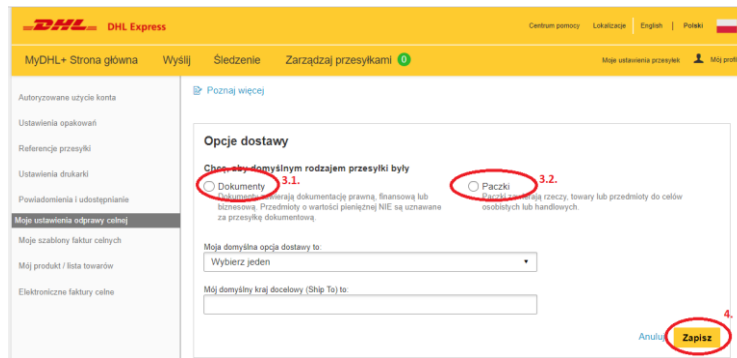 DHL DHL Express
Centrum pomocy Lokalizacje English Polski
MyDHL+ Strona główna Wyślij Śledzenie Zarządzaj przesyłkami 0 Moje ustawienia przesyłek Mój profi
Poznaj więcej
Autoryzowane użycie konta
Ustawienia opakowań
Referencje przesyłki
Ustawienia drukarki
Powiadomienia i udostępnianie
Moje ustawienia odprawy celnej
Moje szablony faktur celnych
Mój produkt / lista towarów
Elektroniczne faktury celne
Opcje dostawy
Chcę, aby domyślnym rodzajem przesyłki były
Dokumenty 3.1.
Dokumenty zawierają dokumentację prawną, finansową lub
biznesową. Przedmioty o wartości pieniężnej NIE są uznawane
za przesyłkę dokumentową.
Paczki 3.2.
Paczki zawierają rzeczy, towary lub przedmioty do celów
osobistych lub handlowych.
Moja domyślna opcja dostawy to:
Wybierz jeden
Mój domyślny kraj docelowy (Ship To) to:
4.
Anuluj Zapisz